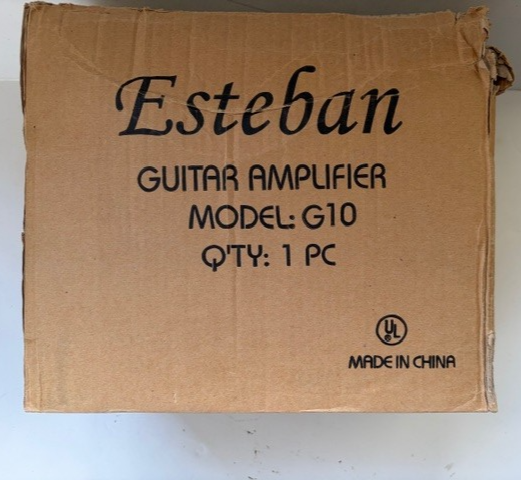 Esteban
GUITAR AMPLIFIER
MODEL: G10
Q'TY: 1 PC
UL
MADE IN CHINA